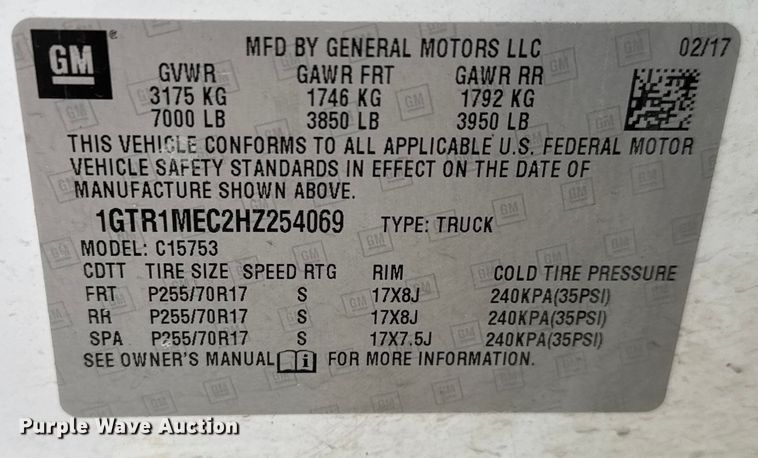 GM® MFD BY GENERAL MOTORS LLC 02/17
GVWR GAWR FRT GAWR RR
3175 KG 1746 KG 1792 KG
7000 LB 3850 LB 3950 LB
THIS VEHICLE CONFORMS TO ALL APPLICABLE U.S. FEDERAL MOTOR
VEHICLE SAFETY STANDARDS IN EFFECT ON THE DATE OF
MANUFACTURE SHOWN ABOVE.
1GTR1MEC2HZ254069 TYPE: TRUCK
MODEL: C15753
CDTT TIRE SIZE SPEED RTG RIM COLD TIRE PRESSURE
FRT P255/70R17 S 17X8J 240KPA(35PSI)
RR P255/70R17 S 17X8J 240KPA(35PSI)
SPA P255/70R17 S 17X7.5J 240KPA(35PSI)
SEE OWNER'S MANUAL i FOR MORE INFORMATION.
Purple Wave Auction